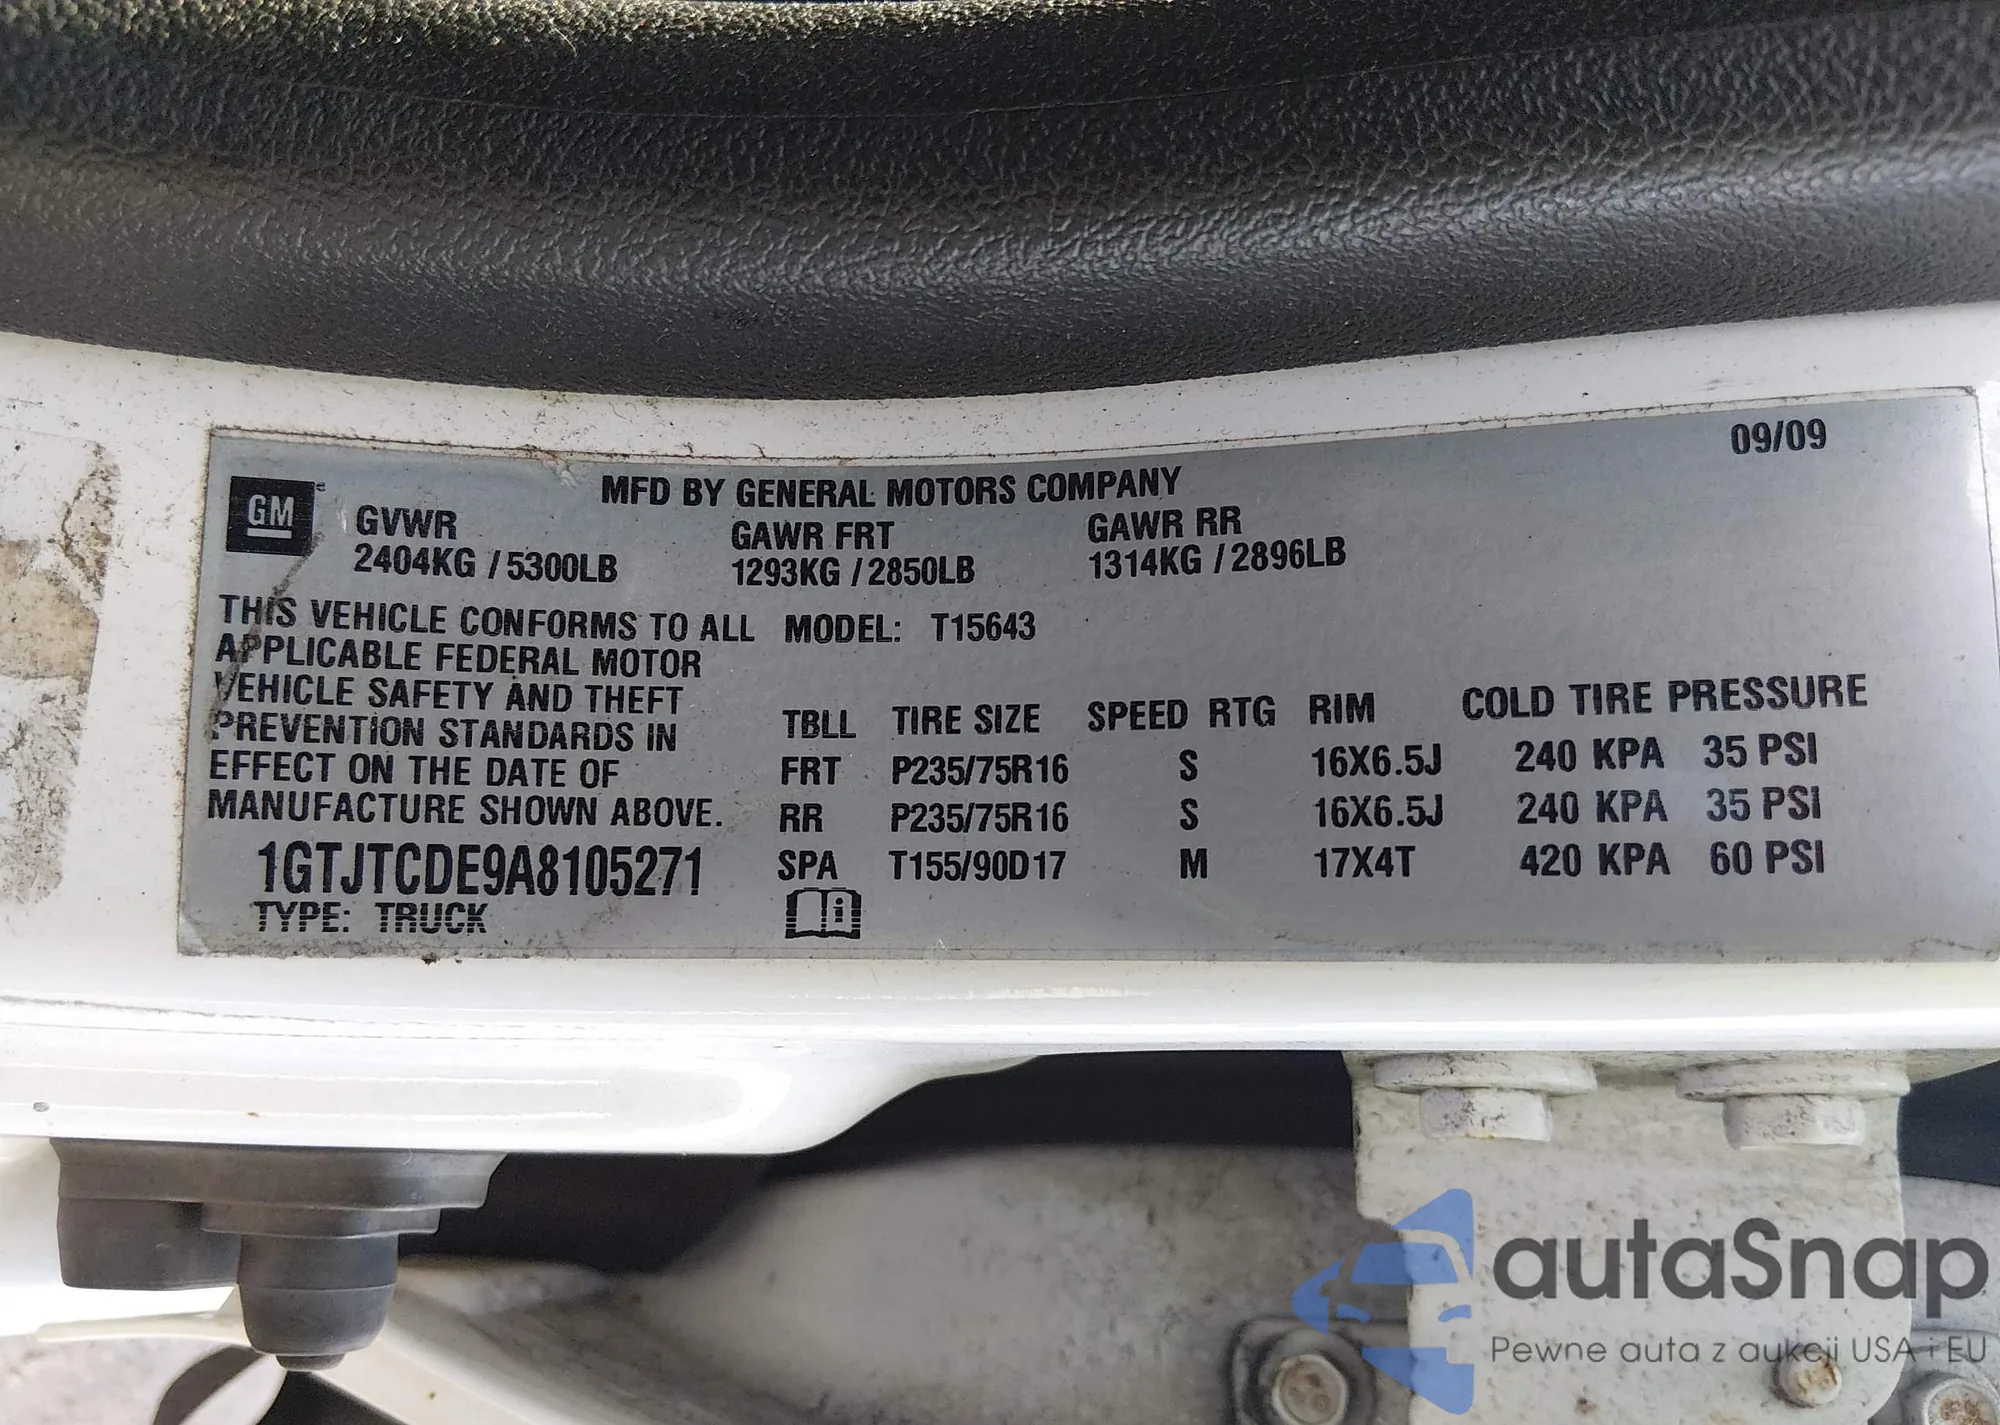 09/09
MFD BY GENERAL MOTORS COMPANY
GM
GVWR GAWR FRT GAWR RR
2404KG / 5300LB 1293KG / 2850LB 1314KG / 2896LB
THIS VEHICLE CONFORMS TO ALL
APPLICABLE FEDERAL MOTOR
VEHICLE SAFETY AND THEFT
PREVENTION STANDARDS IN
EFFECT ON THE DATE OF
MANUFACTURE SHOWN ABOVE.
1GTJTCDE9A8105271
TYPE: TRUCK
MODEL: T15643
TBLL TIRE SIZE SPEED RTG RIM COLD TIRE PRESSURE
FRT P235/75R16 S 16X6.5J 240 KPA 35 PSI
RR P235/75R16 S 16X6.5J 240 KPA 35 PSI
SPA T155/90D17 M 17X4T 420 KPA 60 PSI
i
autaSnap
Pewne auta z aukcji USA i EU